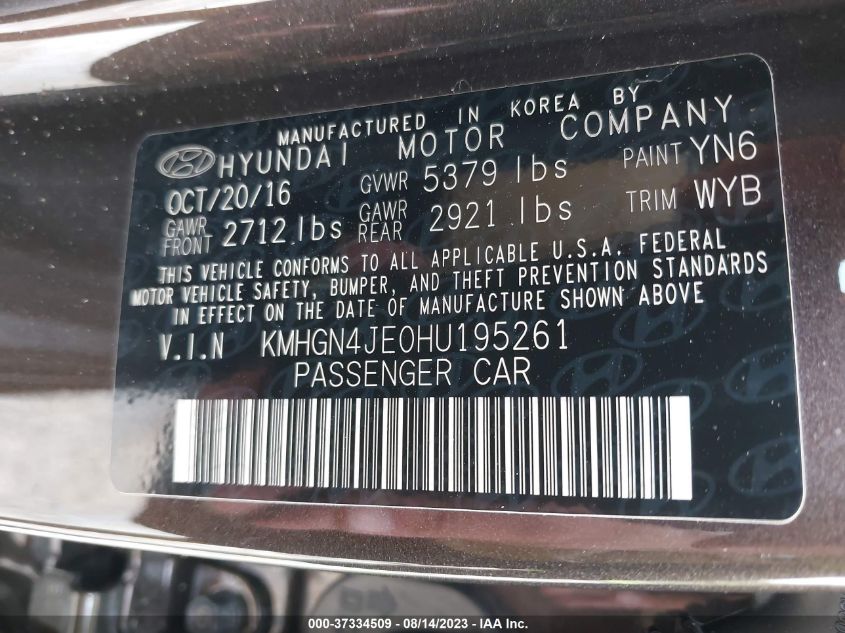 MANUFACTURED IN KOREA BY
HYUNDAI MOTOR COMPANY
OCT/20/16 GVWR 5379 lbs PAINT YN6
GAWR FRONT 2712 lbs GAWR REAR 2921 lbs TRIM WYB
THIS VEHICLE CONFORMS TO ALL APPLICABLE U.S.A. FEDERAL
MOTOR VEHICLE SAFETY, BUMPER, AND THEFT PREVENTION STANDARDS
IN EFFECT ON THE DATE OF MANUFACTURE SHOWN ABOVE
V.I.N KMHGN4JE0HU195261
PASSENGER CAR
000-37334509 - 08/14/2023 - IAA Inc.